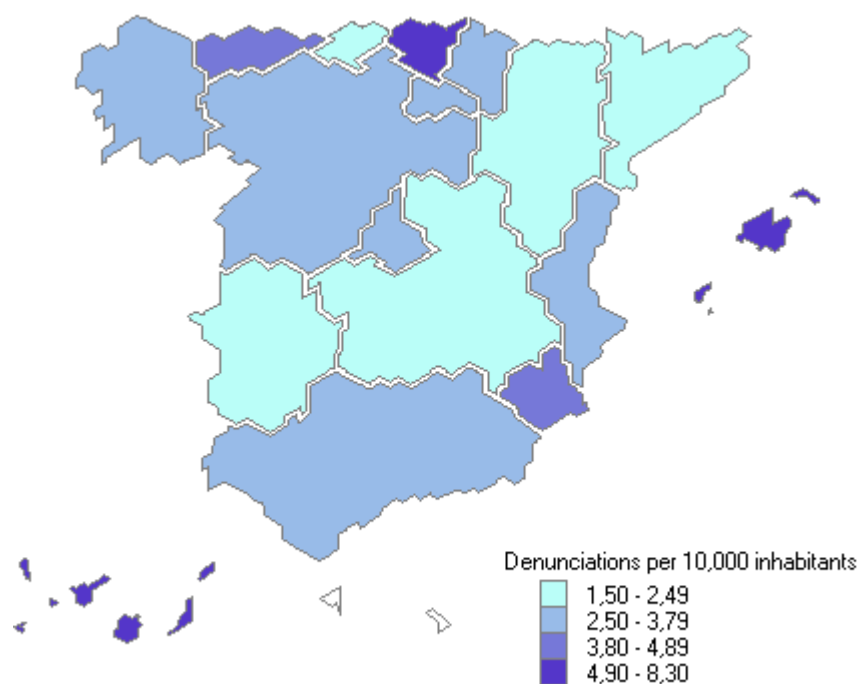 Denunciations per 10,000 inhabitants
1,50 - 2,49
2,50 - 3,79
3,80 - 4,89
4,90 - 8,30